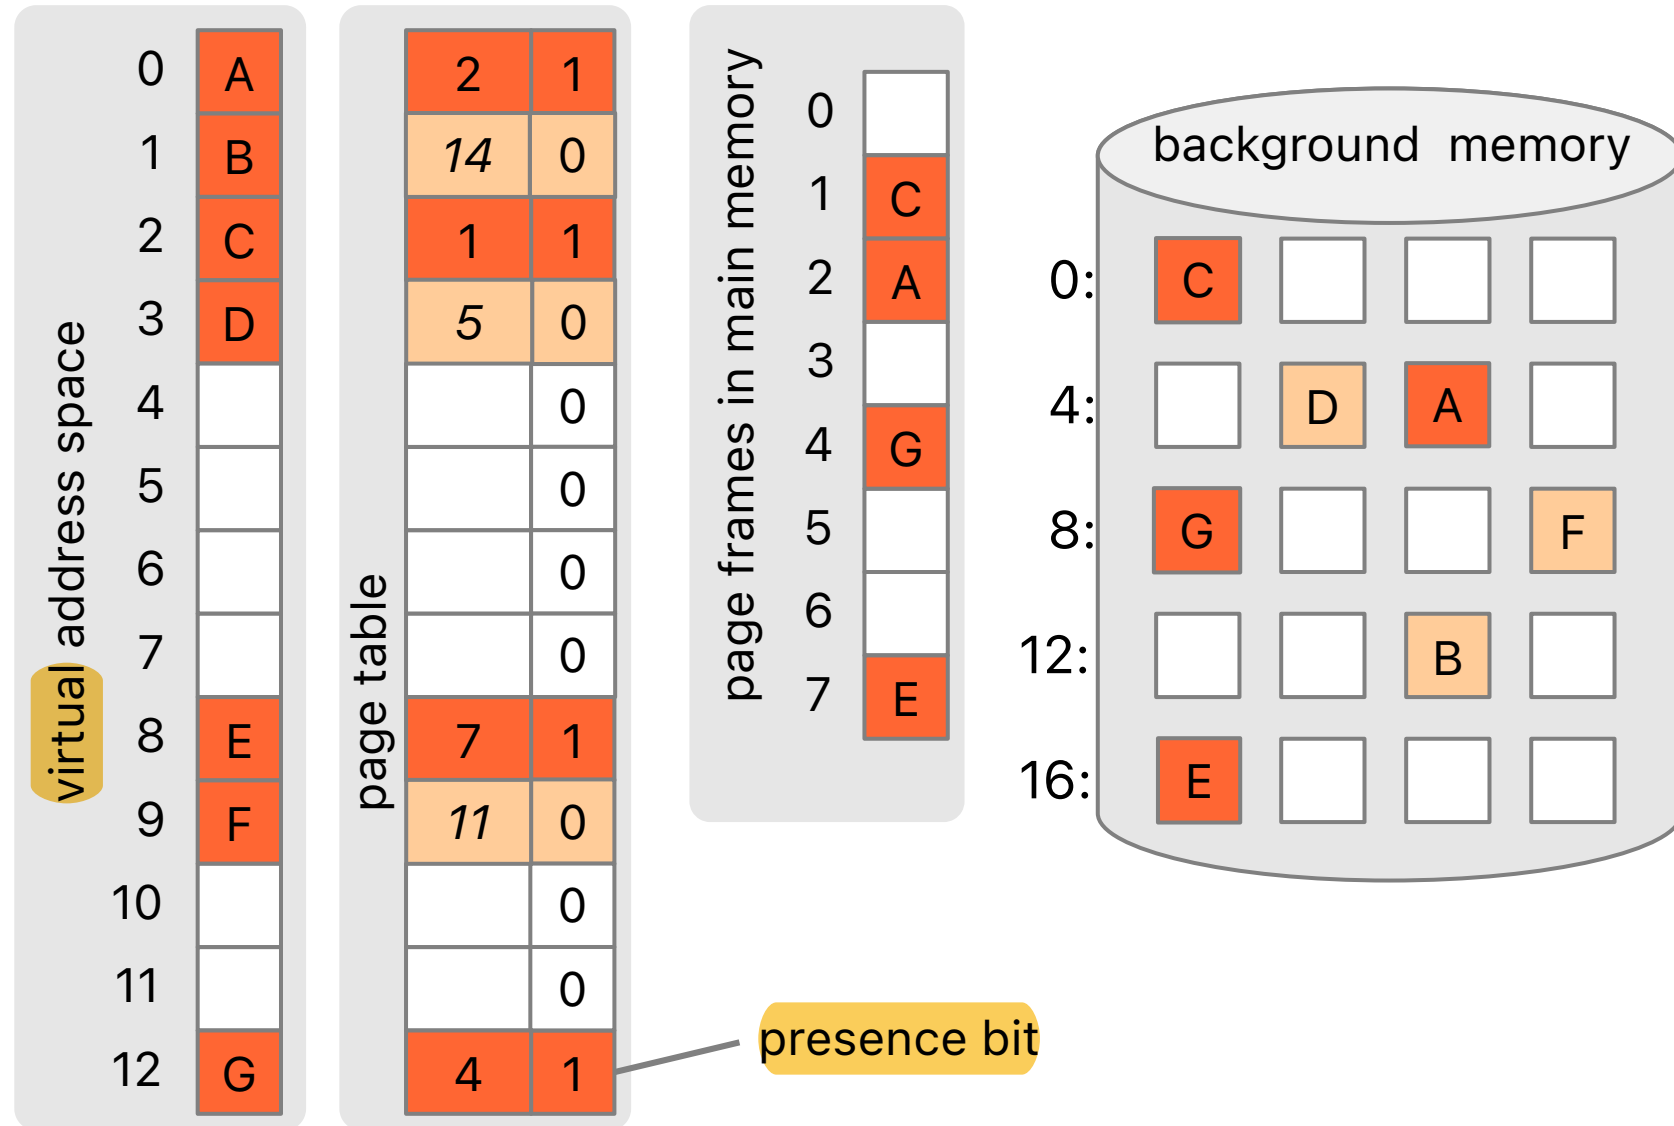 virtual address space
0 A
1 B
2 C
3 D
4
5
6
7
8 E
9 F
10
11
12 G
page table
2 1
14 0
1 1
5 0
0
0
0
0
7 1
11 0
0
0
4 1
presence bit
page frames in main memory
0
1 C
2 A
3
4 G
5
6
7 E
background memory
0: C
4: D A
8: G F
12: B
16: E